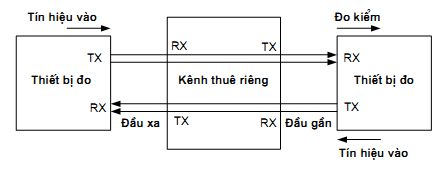 Tín hiệu vào
Đo kiểm
TX RX TX RX
Thiết bị đo Kênh thuê riêng Thiết bị đo
RX TX RX TX
Đầu xa Đầu gần
Tín hiệu vào